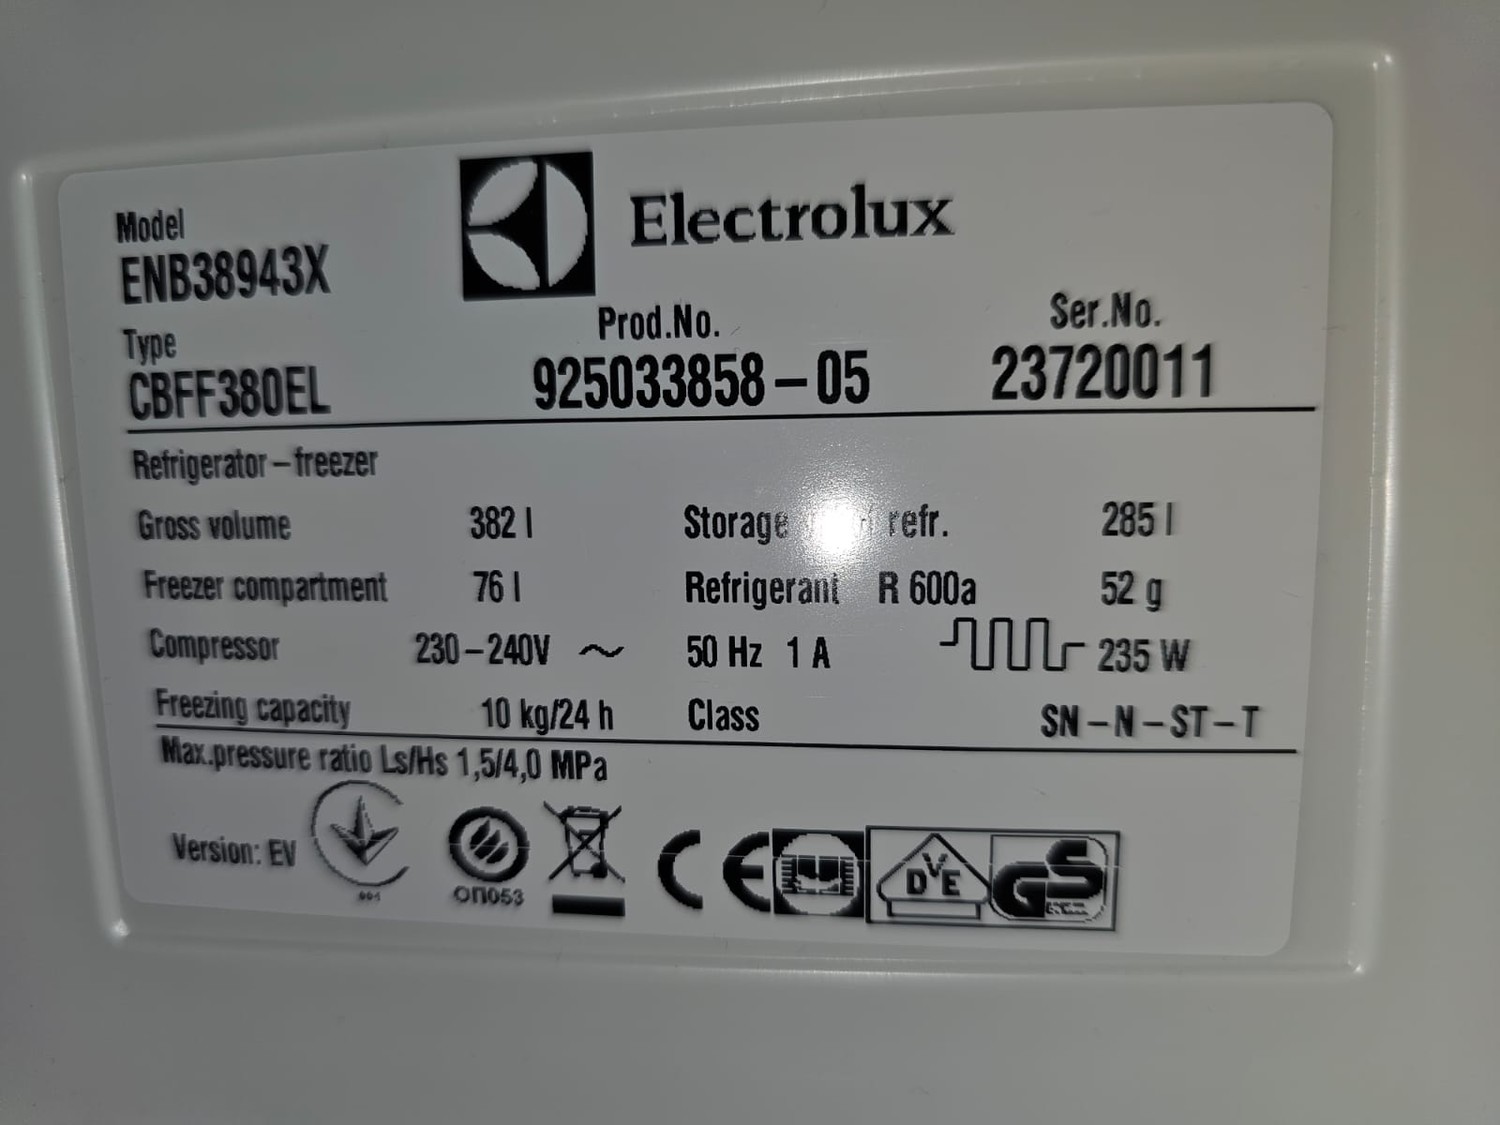 Electrolux
Model
ENB38943X
Prod.No.
Ser.No.
Type
CBFF380EL
925033858-05
23720011
Refrigerator-freezer
Gross volume 382 l Storage refr. 285 l
Freezer compartment 76 l Refrigerant R 600a 52 g
Compressor 230-240V ~ 50 Hz 1 A 235 W
Freezing capacity 10 kg/24 h Class SN-N-ST-T
Max.pressure ratio Ls/Hs 1,5/4,0 MPa
Version: EV
ОП053
CE
DVE
GS